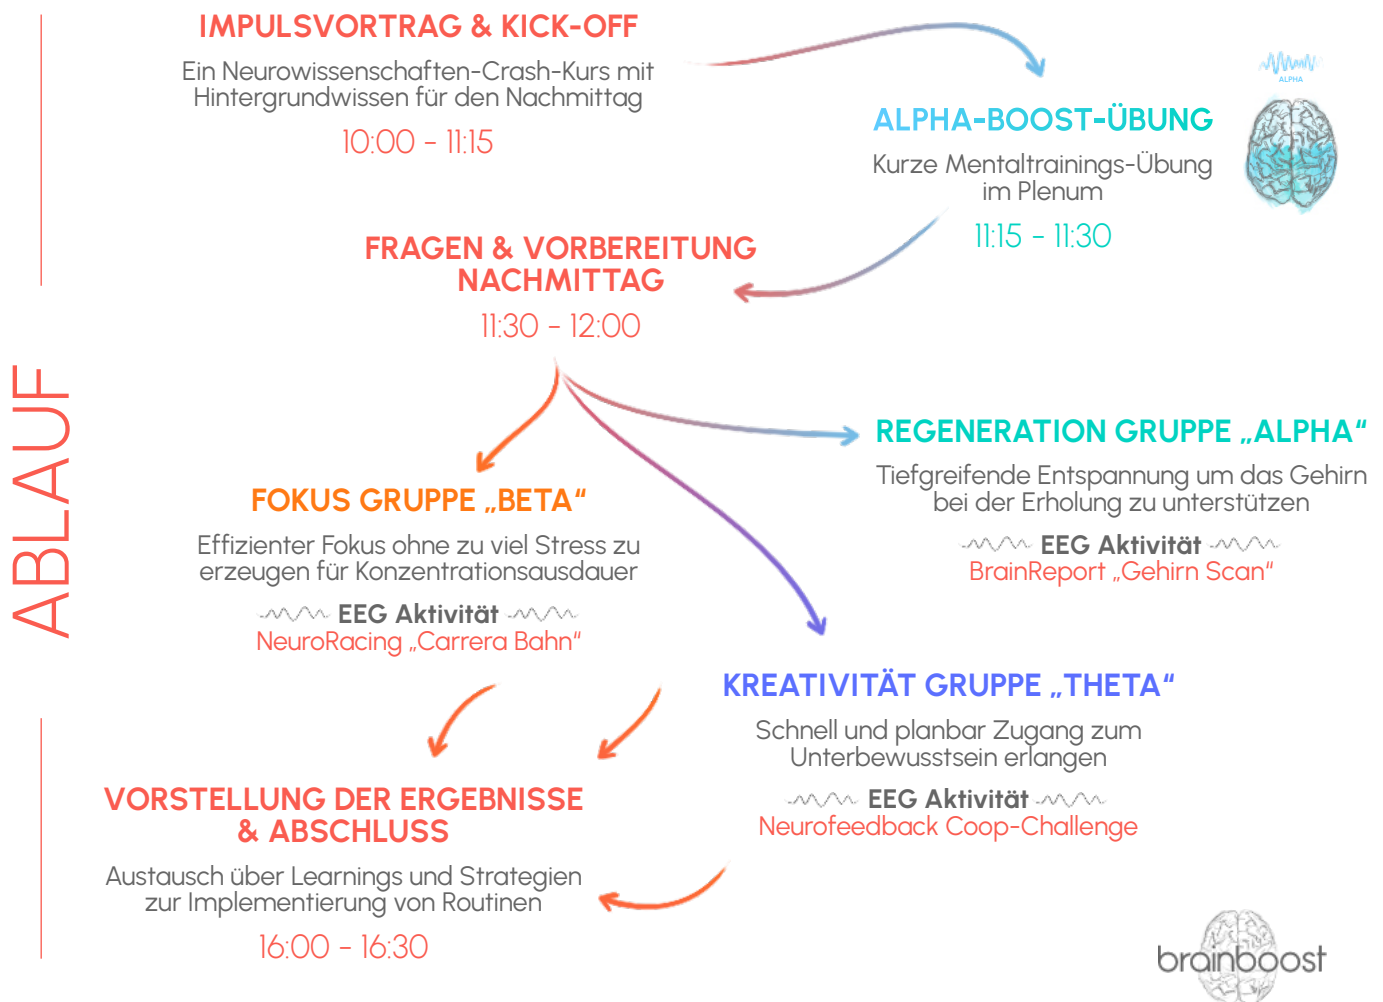 ABLAUF
IMPULSVORTRAG & KICK-OFF
Ein Neurowissenschaften-Crash-Kurs mit
Hintergrundwissen für den Nachmittag
10:00 - 11:15
ALPHA
ALPHA-BOOST-ÜBUNG
Kurze Mentaltrainings-Übung
im Plenum
11:15 - 11:30
FRAGEN & VORBEREITUNG
NACHMITTAG
11:30 - 12:00
REGENERATION GRUPPE „ALPHA“
Tiefgreifende Entspannung um das Gehirn
bei der Erholung zu unterstützen
EEG Aktivität
BrainReport „Gehirn Scan“
FOKUS GRUPPE „BETA“
Effizienter Fokus ohne zu viel Stress zu
erzeugen für Konzentrationsausdauer
EEG Aktivität
NeuroRacing „Carrera Bahn“
KREATIVITÄT GRUPPE „THETA“
Schnell und planbar Zugang zum
Unterbewusstsein erlangen
EEG Aktivität
Neurofeedback Coop-Challenge
VORSTELLUNG DER ERGEBNISSE
& ABSCHLUSS
Austausch über Learnings und Strategien
zur Implementierung von Routinen
16:00 - 16:30
brainboost